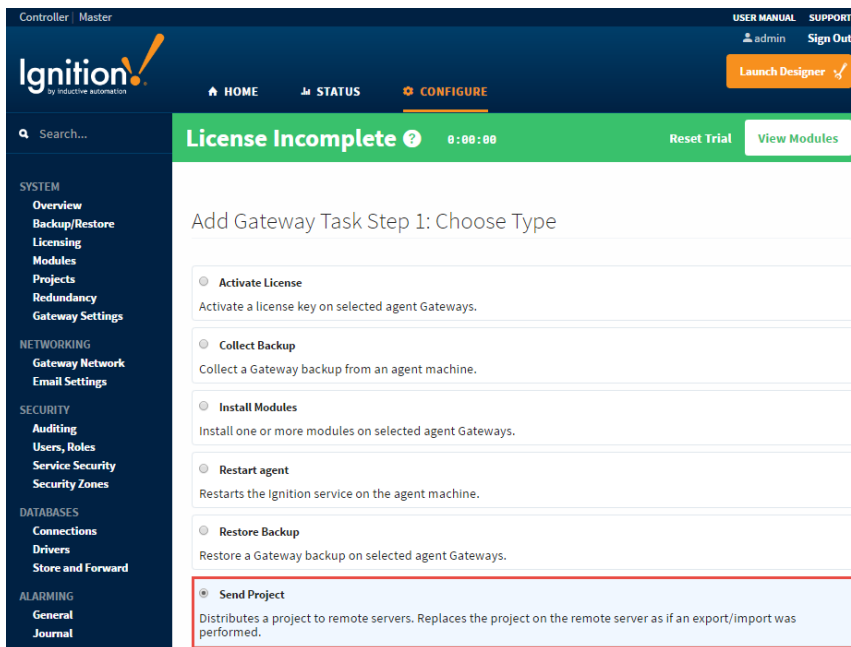 Controller | Master
USER MANUAL SUPPORT
admin Sign Out
Ignition!
by inductive automation
Launch Designer
HOME STATUS CONFIGURE
Search...
License Incomplete ? 0:00:00 Reset Trial View Modules
SYSTEM
Overview
Backup/Restore
Licensing
Modules
Projects
Redundancy
Gateway Settings
NETWORKING
Gateway Network
Email Settings
SECURITY
Auditing
Users, Roles
Service Security
Security Zones
DATABASES
Connections
Drivers
Store and Forward
ALARMING
General
Journal
Add Gateway Task Step 1: Choose Type
Activate License
Activate a license key on selected agent Gateways.
Collect Backup
Collect a Gateway backup from an agent machine.
Install Modules
Install one or more modules on selected agent Gateways.
Restart agent
Restarts the Ignition service on the agent machine.
Restore Backup
Restore a Gateway backup on selected agent Gateways.
Send Project
Distributes a project to remote servers. Replaces the project on the remote server as if an export/import was
performed.